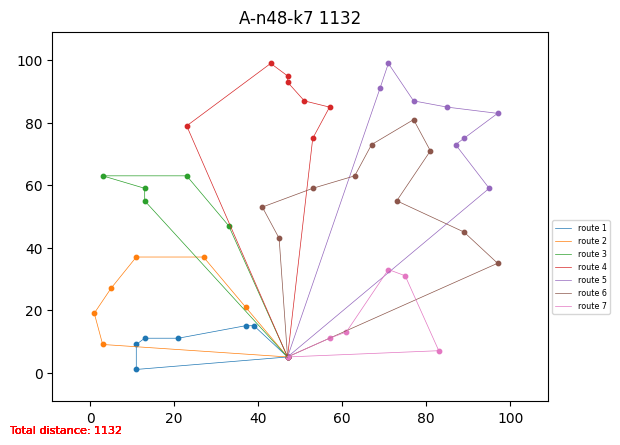 A-n48-k7 1132
100
80
60
40
20
0
0 20 40 60 80 100
route 1
route 2
route 3
route 4
route 5
route 6
route 7
Total distance: 1132